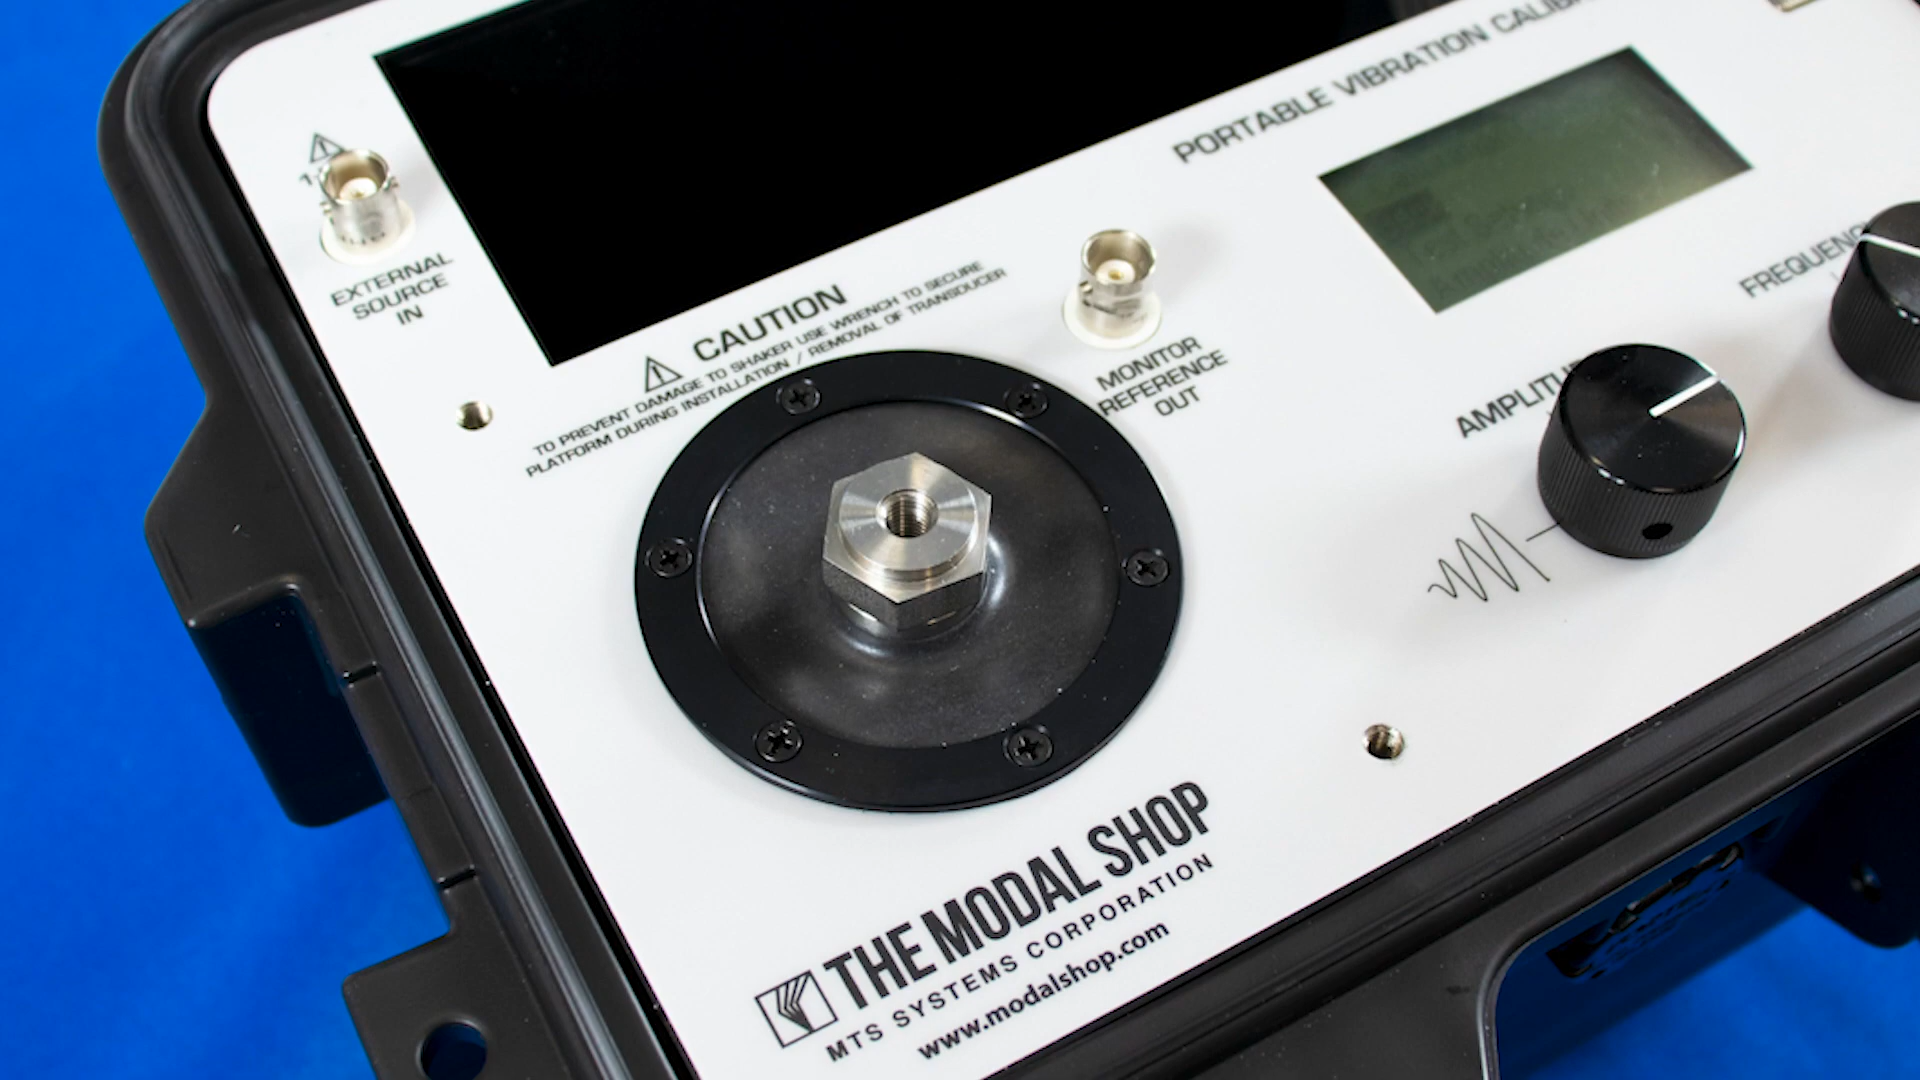 PORTABLE VIBRATION
EXTERNAL
SOURCE
IN
CAUTION
TO PREVENT DAMAGE TO SHAKER USE WRENCH TO SECURE
PLATFORM DURING INSTALLATION / REMOVAL OF TRANSDUCER
MONITOR
REFERENCE
OUT
THE MODAL SHOP
MTS SYSTEMS CORPORATION
www.modalshop.com